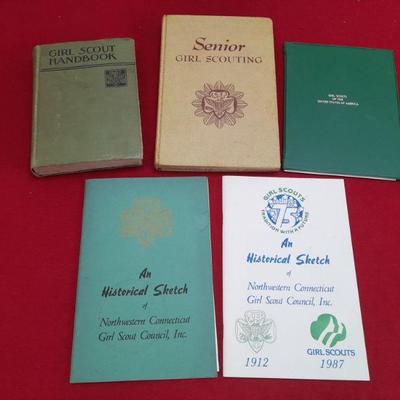 GIRL SCOUT
HANDBOOK
Senior
GIRL SCOUTING
GIRL SCOUTS
OF THE
UNITED STATES OF AMERICA
An
Historical Sketch
of
Northwestern Connecticut
Girl Scout Council, Inc.
GIRL SCOUTS
75
TRADITION WITH A FUTURE
An
Historical Sketch
of
Northwestern Connecticut
Girl Scout Council, Inc.
GIRL SCOUTS
1912
1987